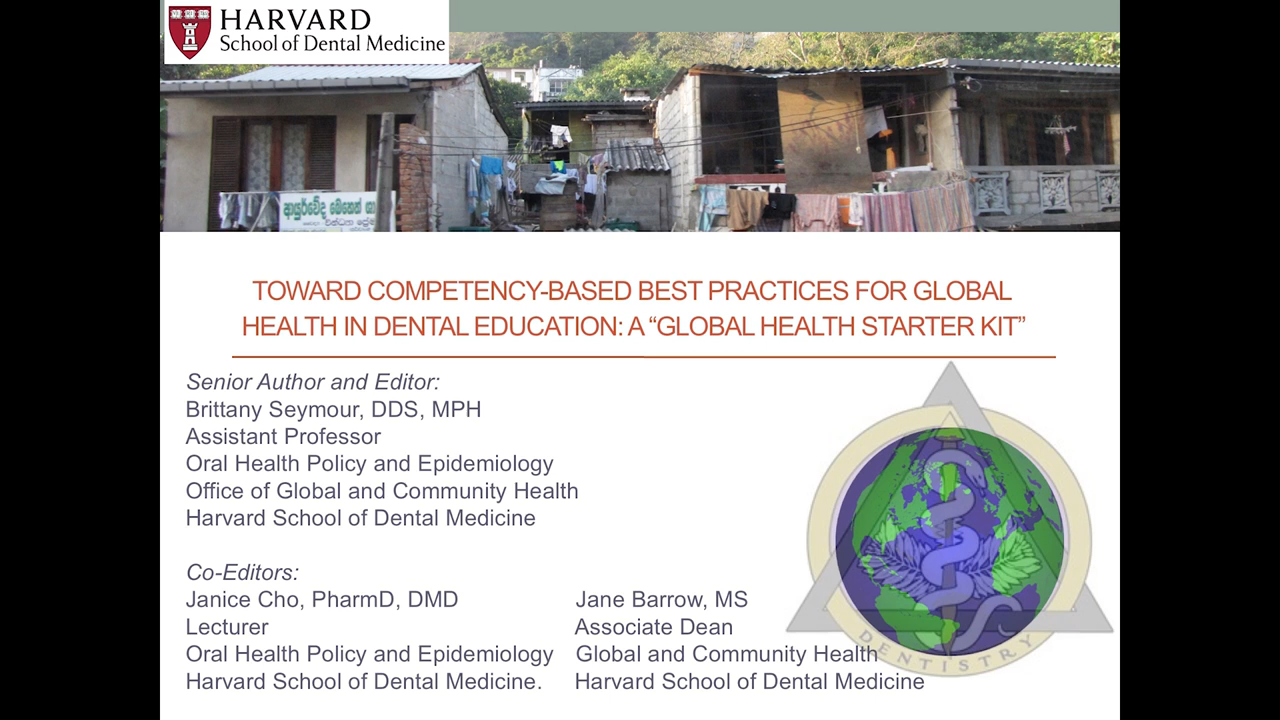 HARVARD
School of Dental Medicine
ආයුර්වේද බෙහෙත් ශා
TOWARD COMPETENCY-BASED BEST PRACTICES FOR GLOBAL
HEALTH IN DENTAL EDUCATION: A “GLOBAL HEALTH STARTER KIT”
Senior Author and Editor:
Brittany Seymour, DDS, MPH
Assistant Professor
Oral Health Policy and Epidemiology
Office of Global and Community Health
Harvard School of Dental Medicine
Co-Editors:
Janice Cho, PharmD, DMD
Lecturer
Oral Health Policy and Epidemiology
Harvard School of Dental Medicine.
Jane Barrow, MS
Associate Dean
Global and Community Health
Harvard School of Dental Medicine
DENTISTRY